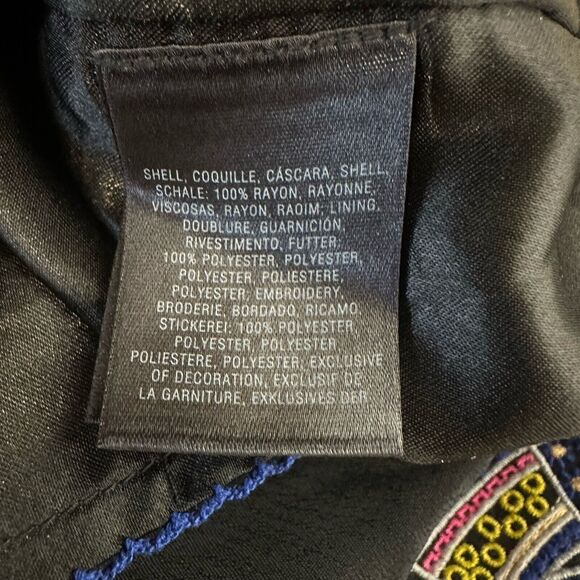 SHELL, COQUILLE, CÁSCARA, SHELL,
SCHALE: 100% RAYON, RAYONNE,
VISCOSAS, RAYON, RAOIM; LINING,
DOUBLURE, GUARNICIÓN,
RIVESTIMENTO, FUTTER:
100% POLYESTER, POLYESTER,
POLYESTER, POLIESTERE,
POLYESTER; EMBROIDERY,
BRODERIE, BORDADO, RICAMO,
STICKEREI: 100% POLYESTER,
POLYESTER, POLYESTER
POLIESTERE, POLYESTER, EXCLUSIVE
OF DECORATION, EXCLUSIF DE
LA GARNITURE, EXKLUSIVES DER